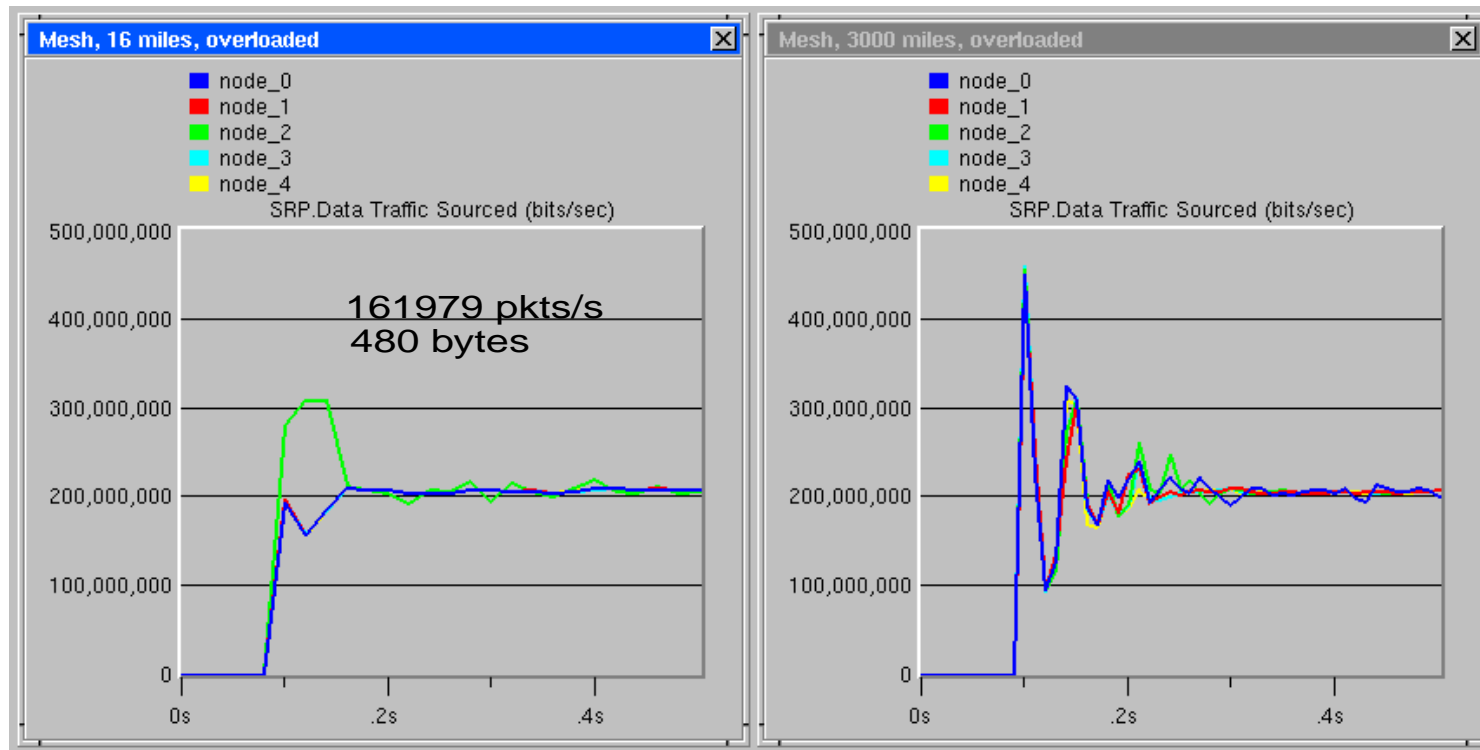 Mesh, 16 miles, overloaded
node_0
node_1
node_2
node_3
node_4
SRP.Data Traffic Sourced (bits/sec)
500,000,000
400,000,000
300,000,000
200,000,000
100,000,000
0
161979 pkts/s
480 bytes
0s
.2s
.4s
Mesh, 3000 miles, overloaded
node_0
node_1
node_2
node_3
node_4
SRP.Data Traffic Sourced (bits/sec)
500,000,000
400,000,000
300,000,000
200,000,000
100,000,000
0
0s
.2s
.4s